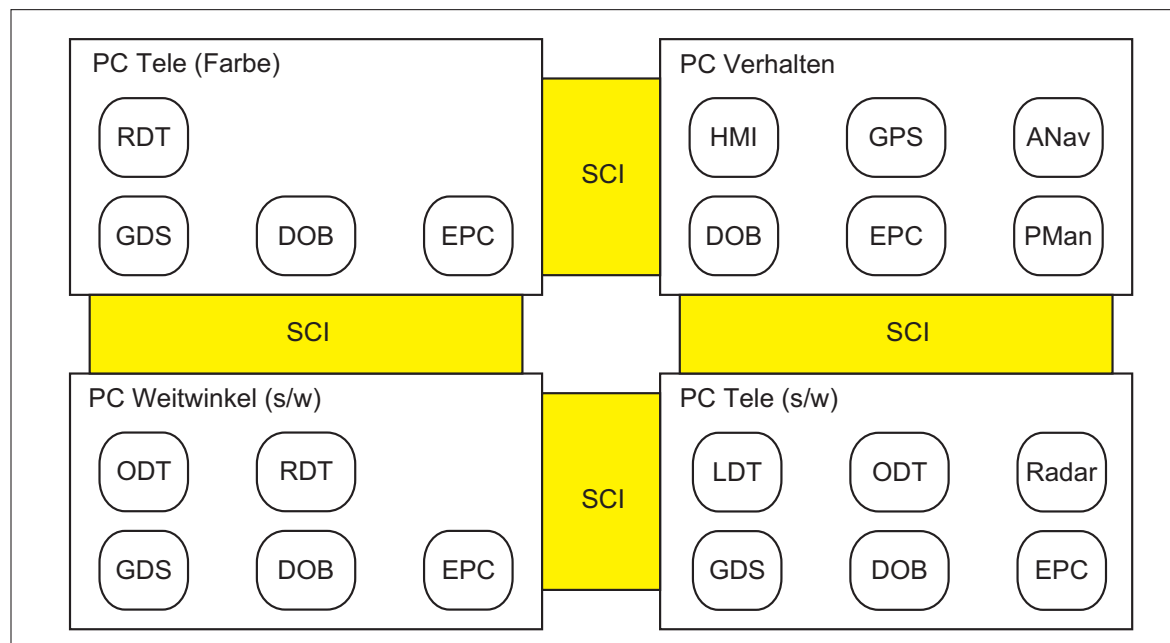 PC Tele (Farbe)
RDT
GDS DOB EPC
SCI
PC Verhalten
HMI GPS ANav
DOB EPC PMan
SCI
SCI
PC Weitwinkel (s/w)
ODT RDT
GDS DOB EPC
SCI
PC Tele (s/w)
LDT ODT Radar
GDS DOB EPC